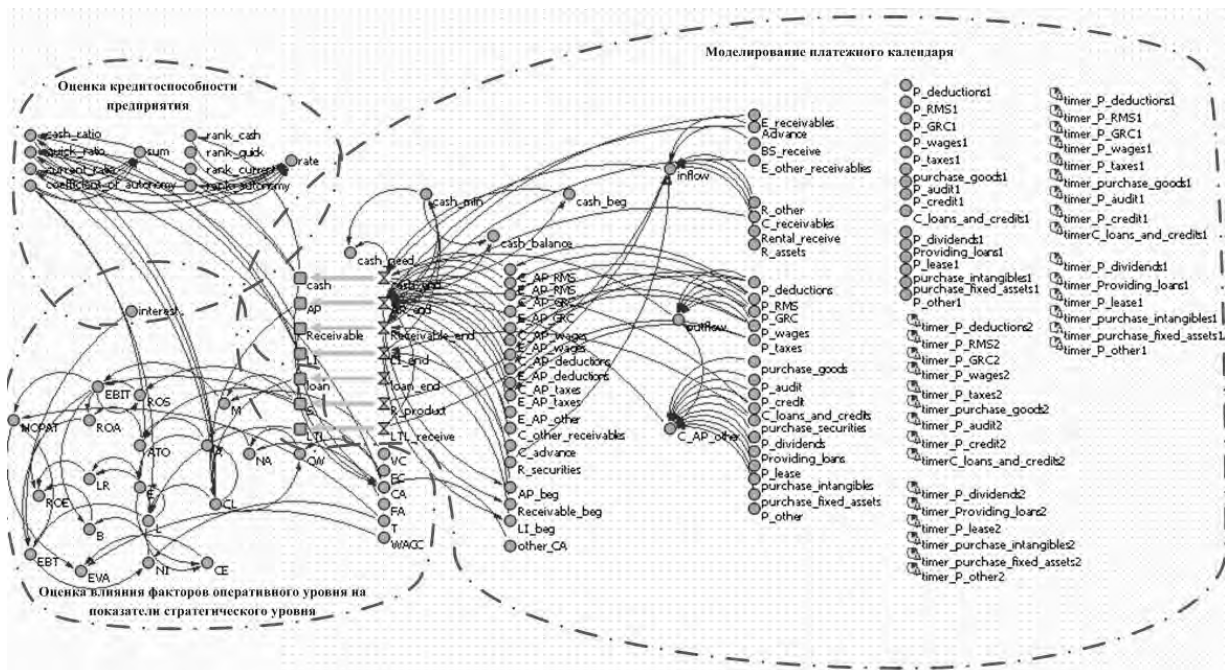 Моделирование платежного календаря
Оценка кредитоспособности
предприятия
cash_ratio
quick_ratio
current_ratio
coefficient_of_autonomy
sum
rank_cash
rank_quick
rank_current
rank_autonomy
rate
interest
cash_min
cash_need
cash_beg
cash_balance
cash
AP
Receivable
LI
loan
S
LTL
cash_end
AP_end
Receivable_end
LI_end
loan_end
R_product
LTL_receive
VC
FC
CA
FA
T
WACC
EBIT
ROS
NOPAT
ROA
M
ATO
A
NA
OW
LR
E
ROE
CL
B
L
EBT
EVA
NI
CE
Оценка влияния факторов оперативного уровня на
показатели стратегического уровня
C_AP_RMS
E_AP_RMS
C_AP_GRC
E_AP_GRC
C_AP_wages
E_AP_wages
C_AP_deductions
E_AP_deductions
C_AP_taxes
E_AP_taxes
E_AP_other
C_other_receivables
C_advance
R_securities
AP_beg
Receivable_beg
LI_beg
other_CA
inflow
outflow
C_AP_other
E_receivables
Advance
BS_receive
E_other_receivables
R_other
C_receivables
Rental_receive
R_assets
P_deductions
P_RMS
P_GRC
P_wages
P_taxes
purchase_goods
P_audit
P_credit
C_loans_and_credits
purchase_securities
P_dividends
Providing_loans
P_lease
purchase_intangibles
purchase_fixed_assets
P_other
P_deductions1
P_RMS1
P_GRC1
P_wages1
P_taxes1
purchase_goods1
P_audit1
P_credit1
C_loans_and_credits1
P_dividends1
Providing_loans1
P_lease1
purchase_intangibles1
purchase_fixed_assets1
P_other1
timer_P_deductions2
timer_P_RMS2
timer_P_GRC2
timer_P_wages2
timer_P_taxes2
timer_purchase_goods2
timer_P_audit2
timer_P_credit2
timerC_loans_and_credits2
timer_P_dividends2
timer_Providing_loans2
timer_P_lease2
timer_purchase_intangibles2
timer_purchase_fixed_assets2
timer_P_other2
timer_P_deductions1
timer_P_RMS1
timer_P_GRC1
timer_P_wages1
timer_P_taxes1
timer_purchase_goods1
timer_P_audit1
timer_P_credit1
timerC_loans_and_credits1
timer_P_dividends1
timer_Providing_loans1
timer_P_lease1
timer_purchase_intangibles1
timer_purchase_fixed_assets1
timer_P_other1